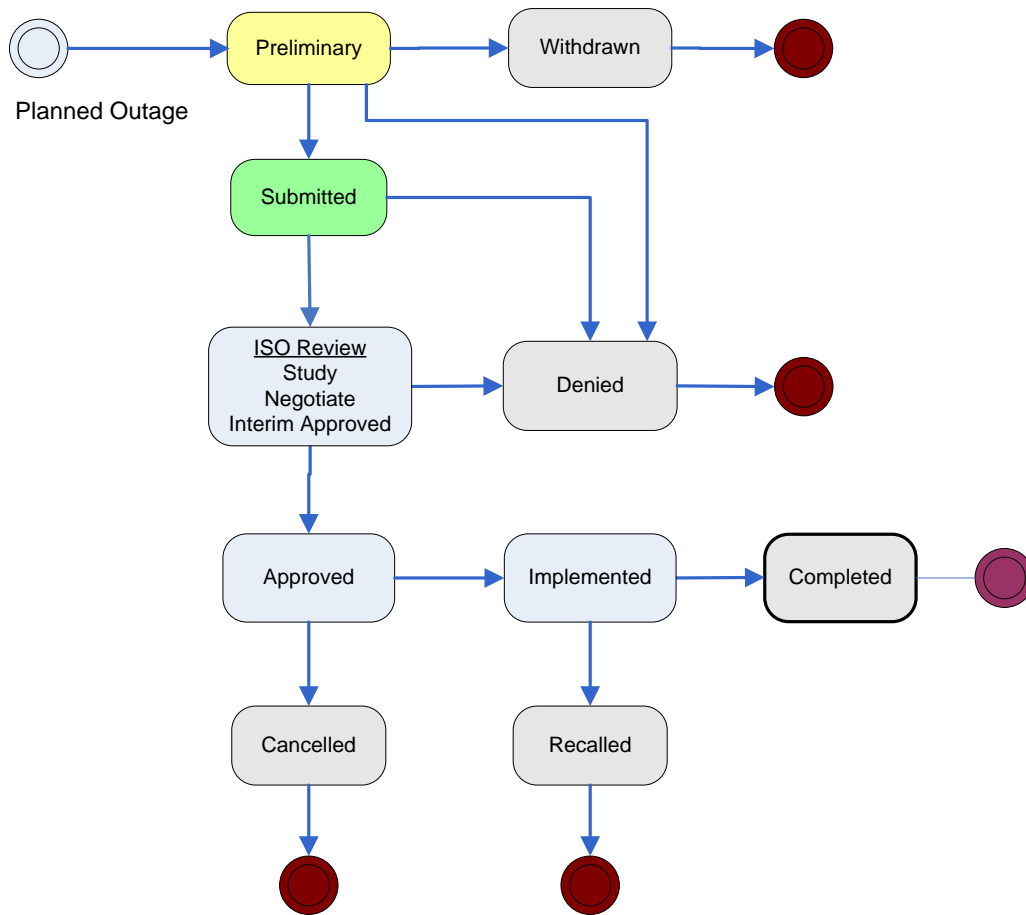 Preliminary
Withdrawn
Planned Outage
Submitted
ISO Review
Study
Negotiate
Interim Approved
Denied
Approved
Implemented
Completed
Cancelled
Recalled